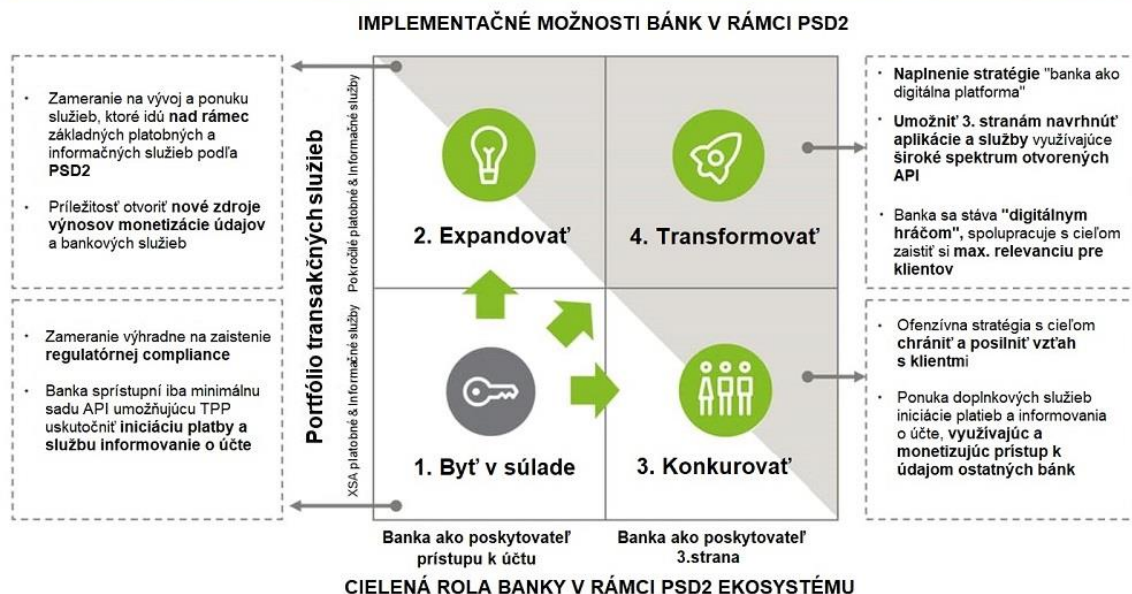 IMPLEMENTAČNÉ MOŽNOSTI BÁNK V RÁMCI PSD2
• Zameranie na vývoj a ponuku
služieb, ktoré idú nad rámec
základných platobných a
informačných služieb podľa
PSD2
• Príležitosť otvoriť nové zdroje
výnosov monetizácie údajov
a bankových služieb
• Zameranie výhradne na zaistenie
regulatórnej compliance
• Banka sprístupní iba minimálnu
sadu API umožňujúcu TPP
uskutočniť iniciáciu platby a
službu informovanie o účte
Portfólio transakčných služieb
Pokročilé platobné & Informačné služby
XSA platobné & Informačné služby
2. Expandovať
4. Transformovať
1. Byť v súlade
3. Konkurovať
• Naplnenie stratégie "banka ako
digitálna platforma"
• Umožniť 3. stranám navrhnúť
aplikácie a služby využívajúce
široké spektrum otvorených
API
• Banka sa stáva "digitálnym
hráčom", spolupracuje s cieľom
zaistiť si max. relevanciu pre
klientov
• Ofenzívna stratégia s cieľom
chrániť a posilniť vzťah
s klientmi
• Ponuka doplnkových služieb
iniciácie platieb a informovania
o účte, využívajúc a
monetizujúc prístup k
údajom ostatných bánk
Banka ako poskytovateľ
prístupu k účtu
Banka ako poskytovateľ
3.strana
CIELENÁ ROLA BANKY V RÁMCI PSD2 EKOSYSTÉMU